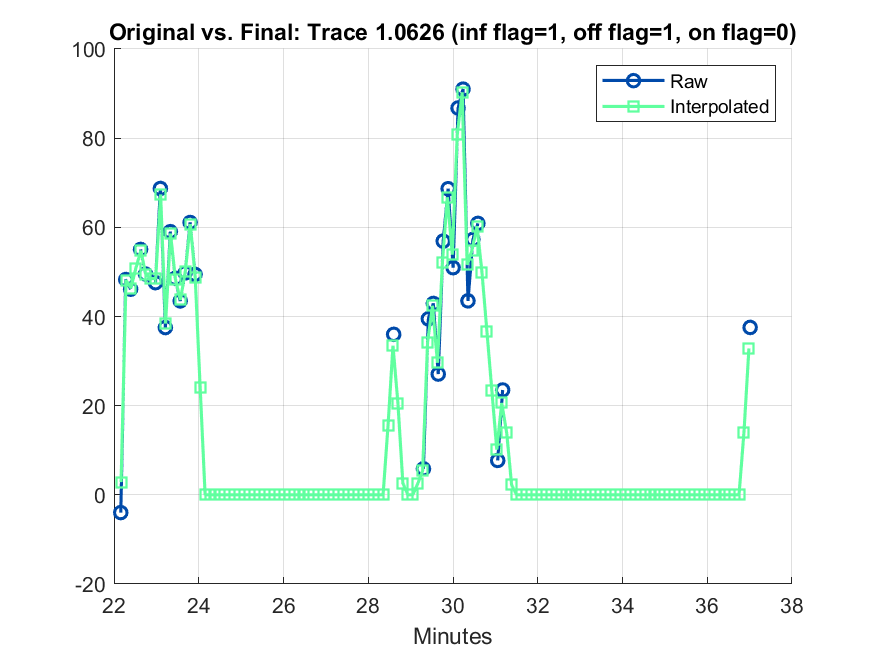 Original vs. Final: Trace 1.0626 (inf flag=1, off flag=1, on flag=0)
100
80
60
40
20
0
-20
Raw
Interpolated
22 24 26 28 30 32 34 36 38
Minutes